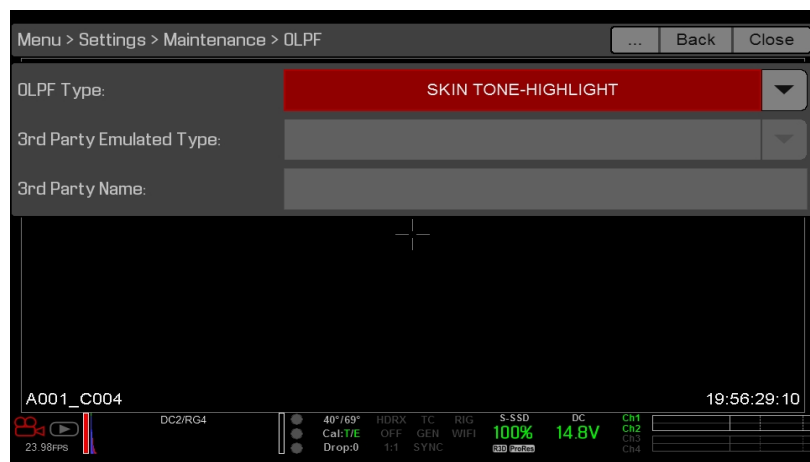 Menu > Settings > Maintenance > OLPF
... Back Close
OLPF Type: SKIN TONE-HIGHLIGHT
3rd Party Emulated Type:
3rd Party Name:
A001_C004 19:56:29:10
DC2/RG4 40°/69° HDRX TC RIG S-SSD DC Ch1
Cal:T/E OFF GEN WIFI 100% 14.8V Ch2
23.98FPS Drop:0 1:1 SYNC R3D ProRes Ch3
Ch4